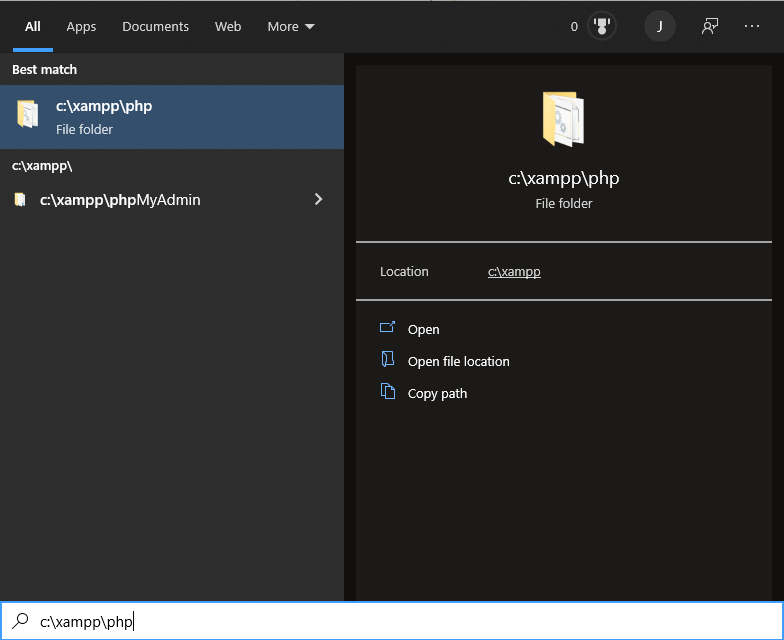 All Apps Documents Web More 0 J ...
Best match
c:\xampp\php
File folder
c:\xampp\
c:\xampp\phpMyAdmin
c:\xampp\php
File folder
Location c:\xampp
Open
Open file location
Copy path
c:\xampp\php